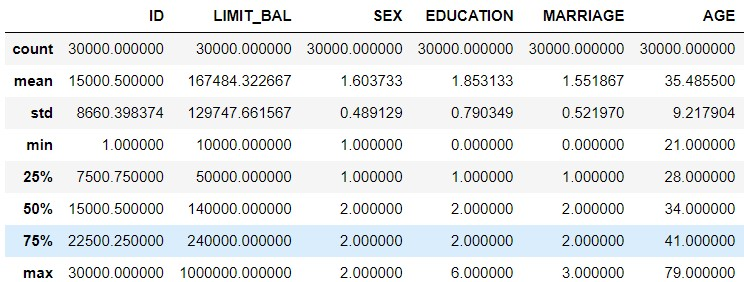 ID LIMIT_BAL SEX EDUCATION MARRIAGE AGE
count 30000.000000 30000.000000 30000.000000 30000.000000 30000.000000 30000.000000
mean 15000.500000 167484.322667 1.603733 1.853133 1.551867 35.485500
std 8660.398374 129747.661567 0.489129 0.790349 0.521970 9.217904
min 1.000000 10000.000000 1.000000 0.000000 0.000000 21.000000
25% 7500.750000 50000.000000 1.000000 1.000000 1.000000 28.000000
50% 15000.500000 140000.000000 2.000000 2.000000 2.000000 34.000000
75% 22500.250000 240000.000000 2.000000 2.000000 2.000000 41.000000
max 30000.000000 1000000.000000 2.000000 6.000000 3.000000 79.000000